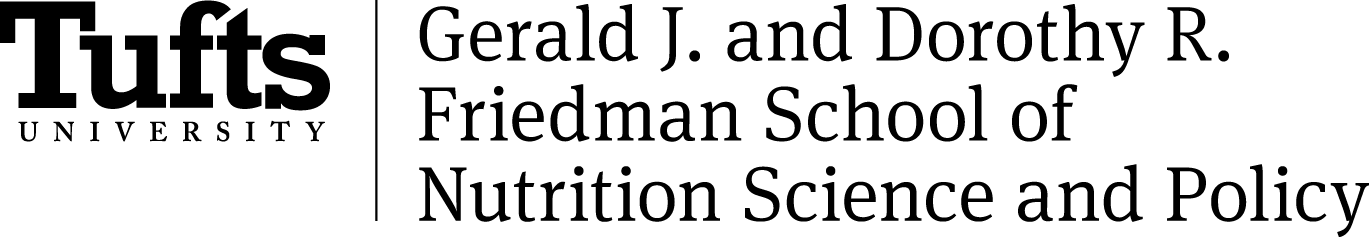 Tufts
UNIVERSITY
Gerald J. and Dorothy R.
Friedman School of
Nutrition Science and Policy